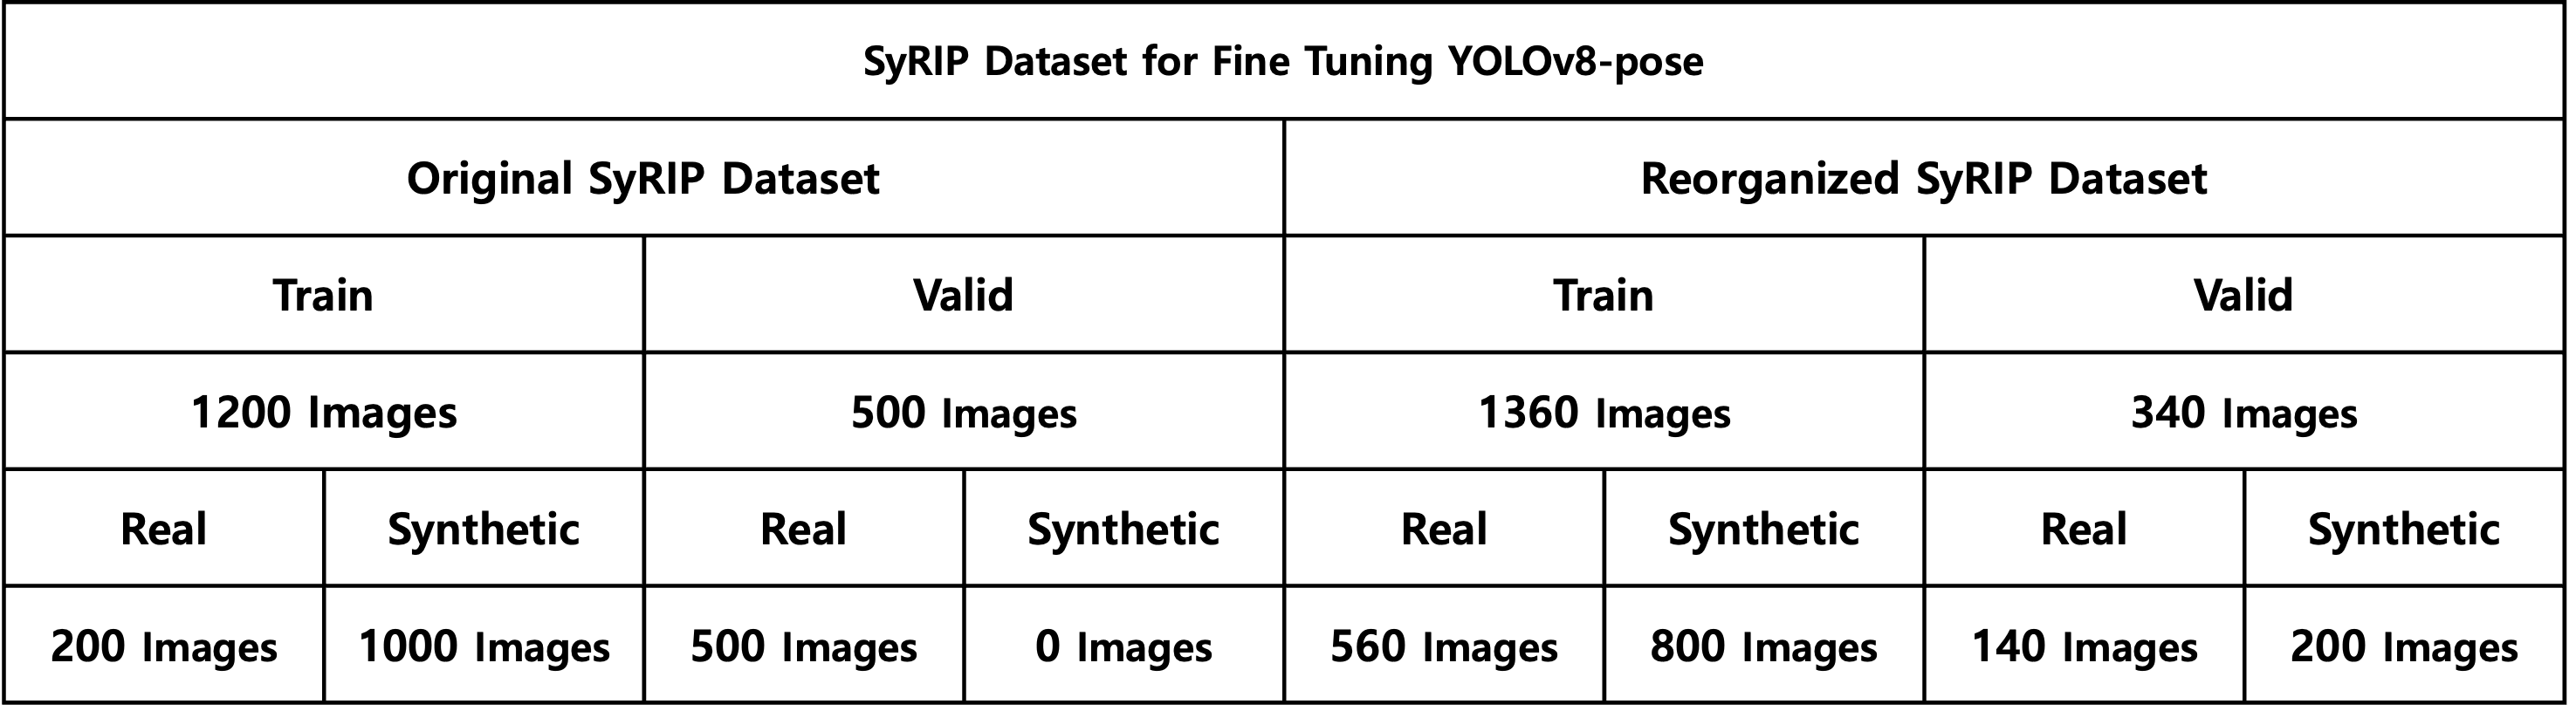 SyRIP Dataset for Fine Tuning YOLOv8-pose
Original SyRIP Dataset Reorganized SyRIP Dataset
Train Valid Train Valid
1200 Images 500 Images 1360 Images 340 Images
Real Synthetic Real Synthetic Real Synthetic Real Synthetic
200 Images 1000 Images 500 Images 0 Images 560 Images 800 Images 140 Images 200 Images